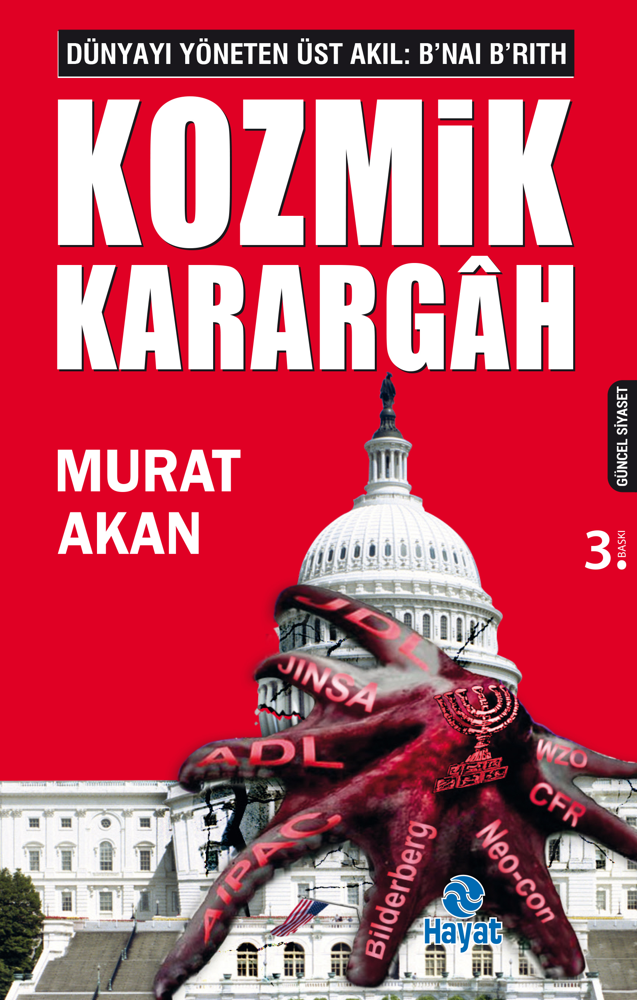 DÜNYAYI YÖNETEN ÜST AKIL: B’NAI B’RITH
KOZMİK
KARARGÂH
MURAT
AKAN
GÜNCEL SİYASET
3. BASKI
JDL
JINSA
ADL
AIPAC
Bilderberg
Neo-con
CFR
WZO
Hayat